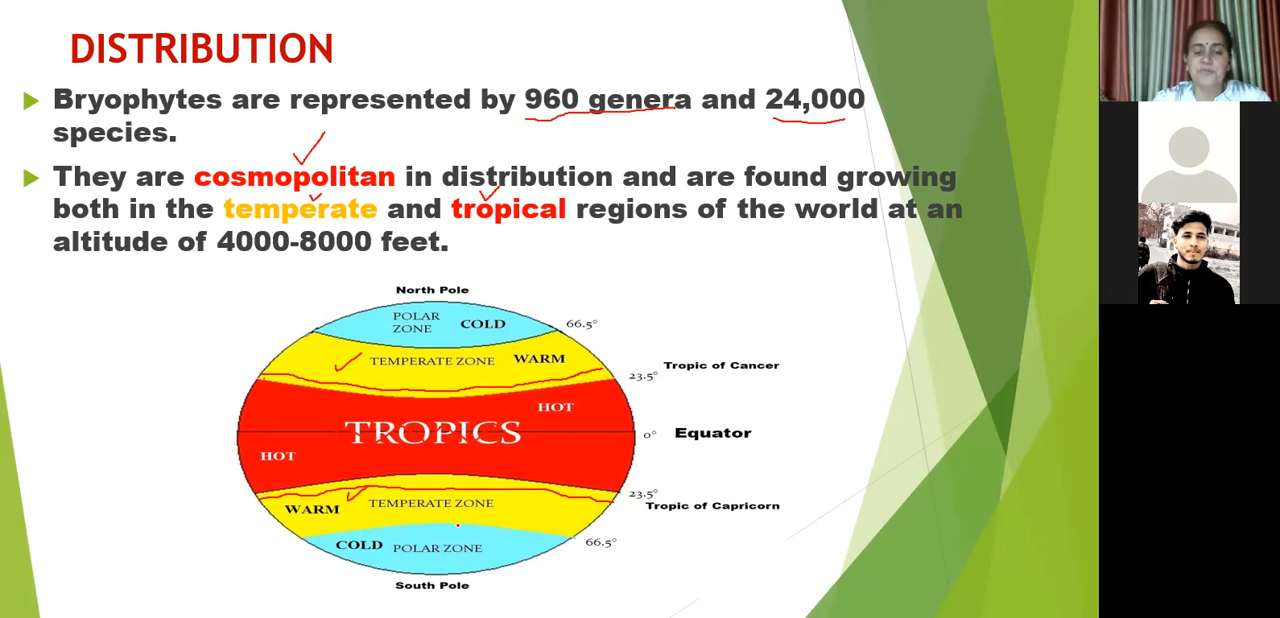 DISTRIBUTION
Bryophytes are represented by 960 genera and 24,000
species.
They are cosmopolitan in distribution and are found growing
both in the temperate and tropical regions of the world at an
altitude of 4000-8000 feet.
North Pole
POLAR
ZONE
COLD
66.5°
TEMPERATE ZONE
WARM
Tropic of Cancer
23.5°
HOT
TROPICS
0°
Equator
HOT
23.5°
TEMPERATE ZONE
Tropic of Capricorn
WARM
66.5°
COLD
POLAR ZONE
South Pole